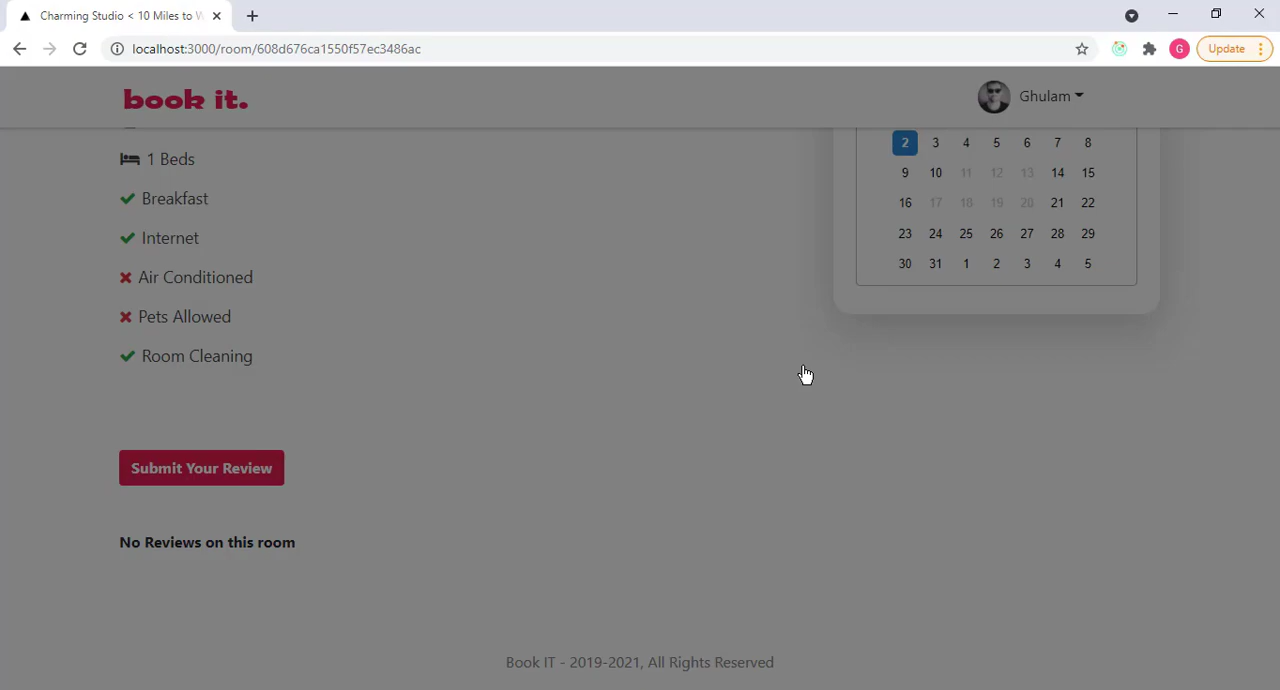 Charming Studio < 10 Miles to W
localhost:3000/room/608d676ca1550f57ec3486ac
G
Update
book it.
Ghulam
2 3 4 5 6 7 8
1 Beds
9 10 11 12 13 14 15
Breakfast
16 17 18 19 20 21 22
Internet
23 24 25 26 27 28 29
30 31 1 2 3 4 5
Air Conditioned
Pets Allowed
Room Cleaning
Submit Your Review
No Reviews on this room
Book IT - 2019-2021, All Rights Reserved